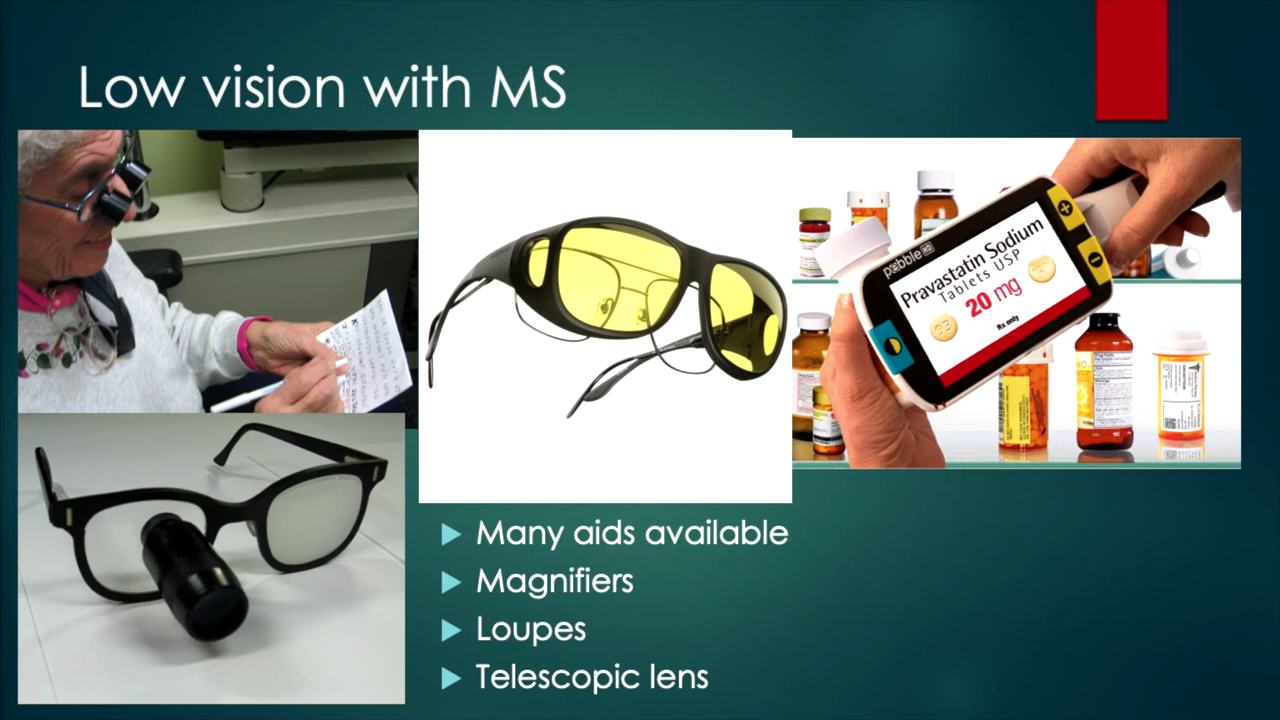 Low vision with MS
pebble HD
Pravastatin Sodium
Tablets USP
20 mg
Rx only
Many aids available
Magnifiers
Loupes
Telescopic lens